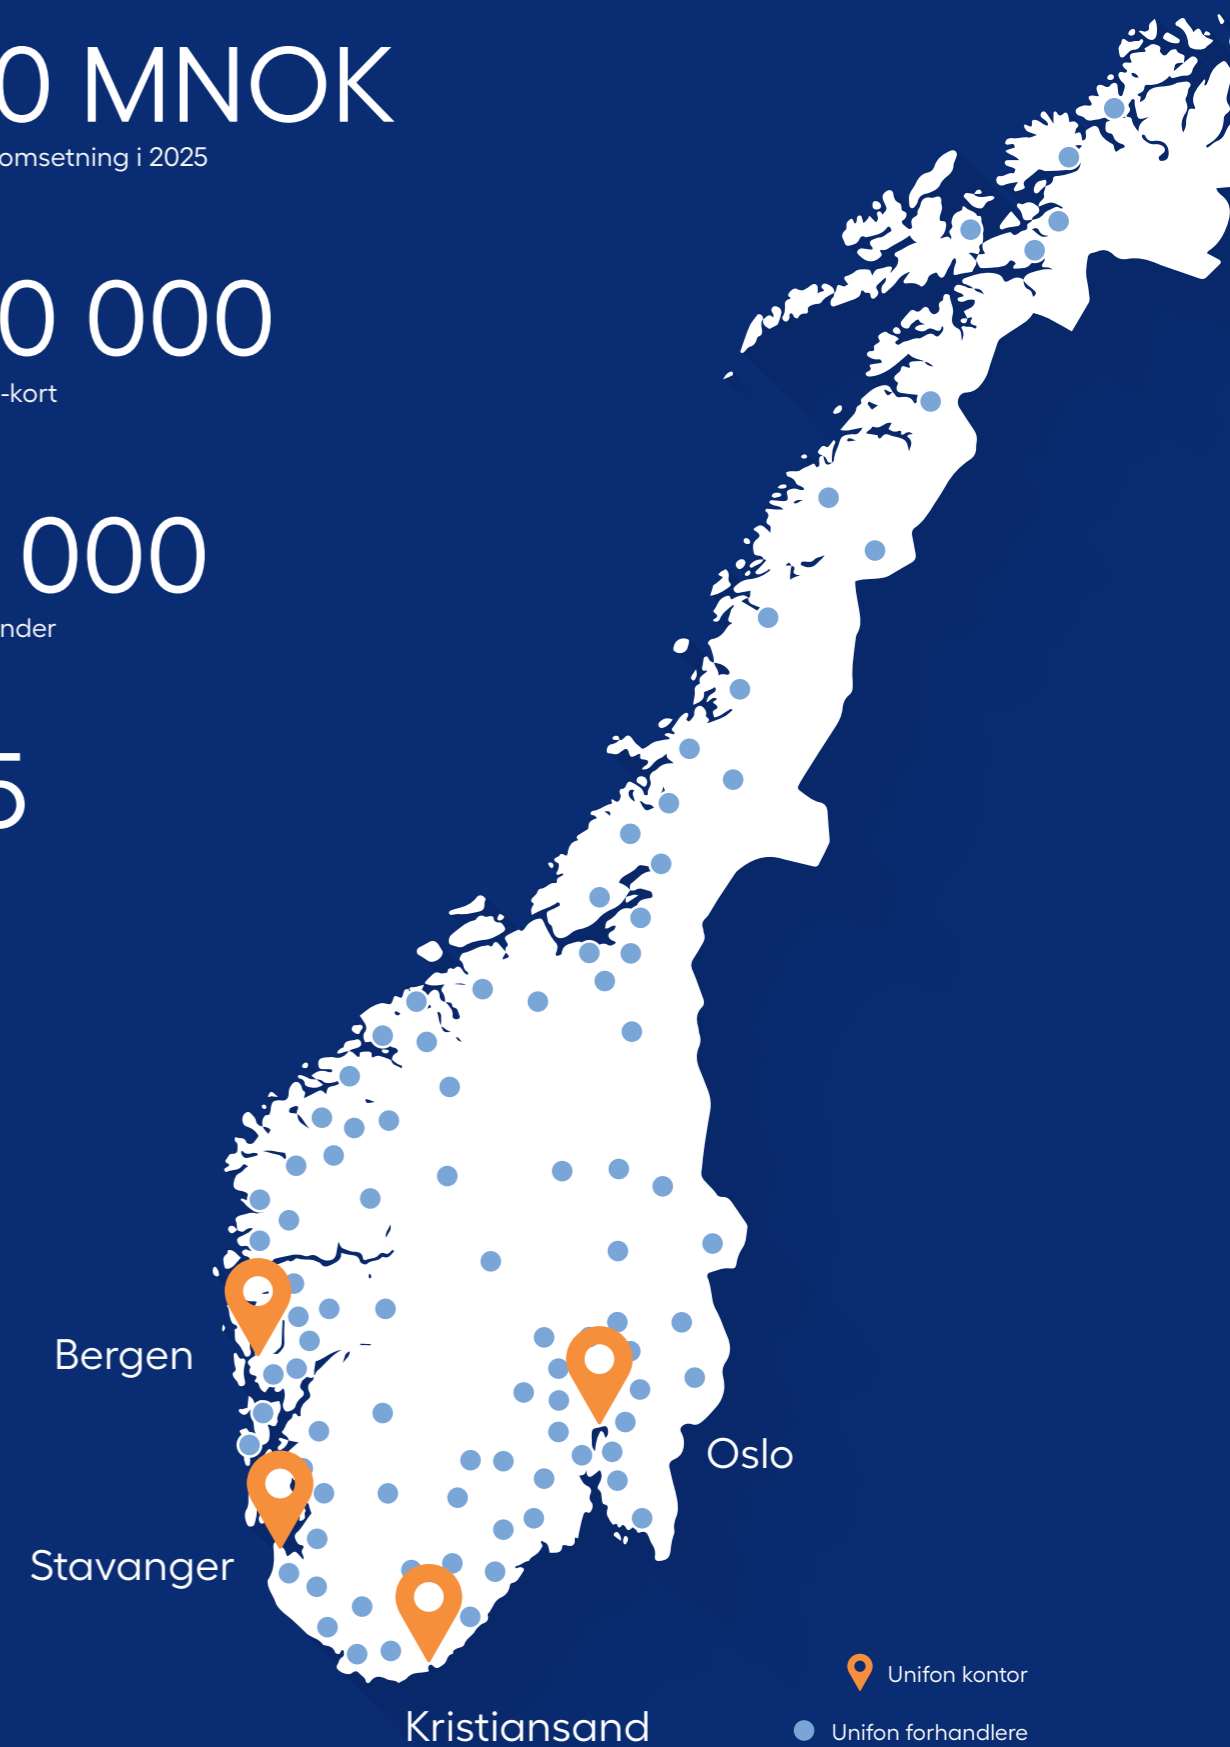 0 MNOK
omsetning i 2025
0 000
-kort
000
nder
5
Bergen
Oslo
Stavanger
Kristiansand
Unifon kontor
Unifon forhandlere